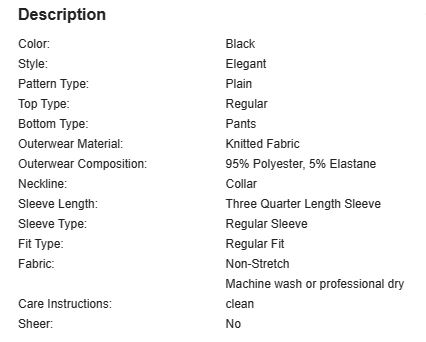 Description
Color: Black
Style: Elegant
Pattern Type: Plain
Top Type: Regular
Bottom Type: Pants
Outerwear Material: Knitted Fabric
Outerwear Composition: 95% Polyester, 5% Elastane
Neckline: Collar
Sleeve Length: Three Quarter Length Sleeve
Sleeve Type: Regular Sleeve
Fit Type: Regular Fit
Fabric: Non-Stretch
Machine wash or professional dry
Care Instructions: clean
Sheer: No